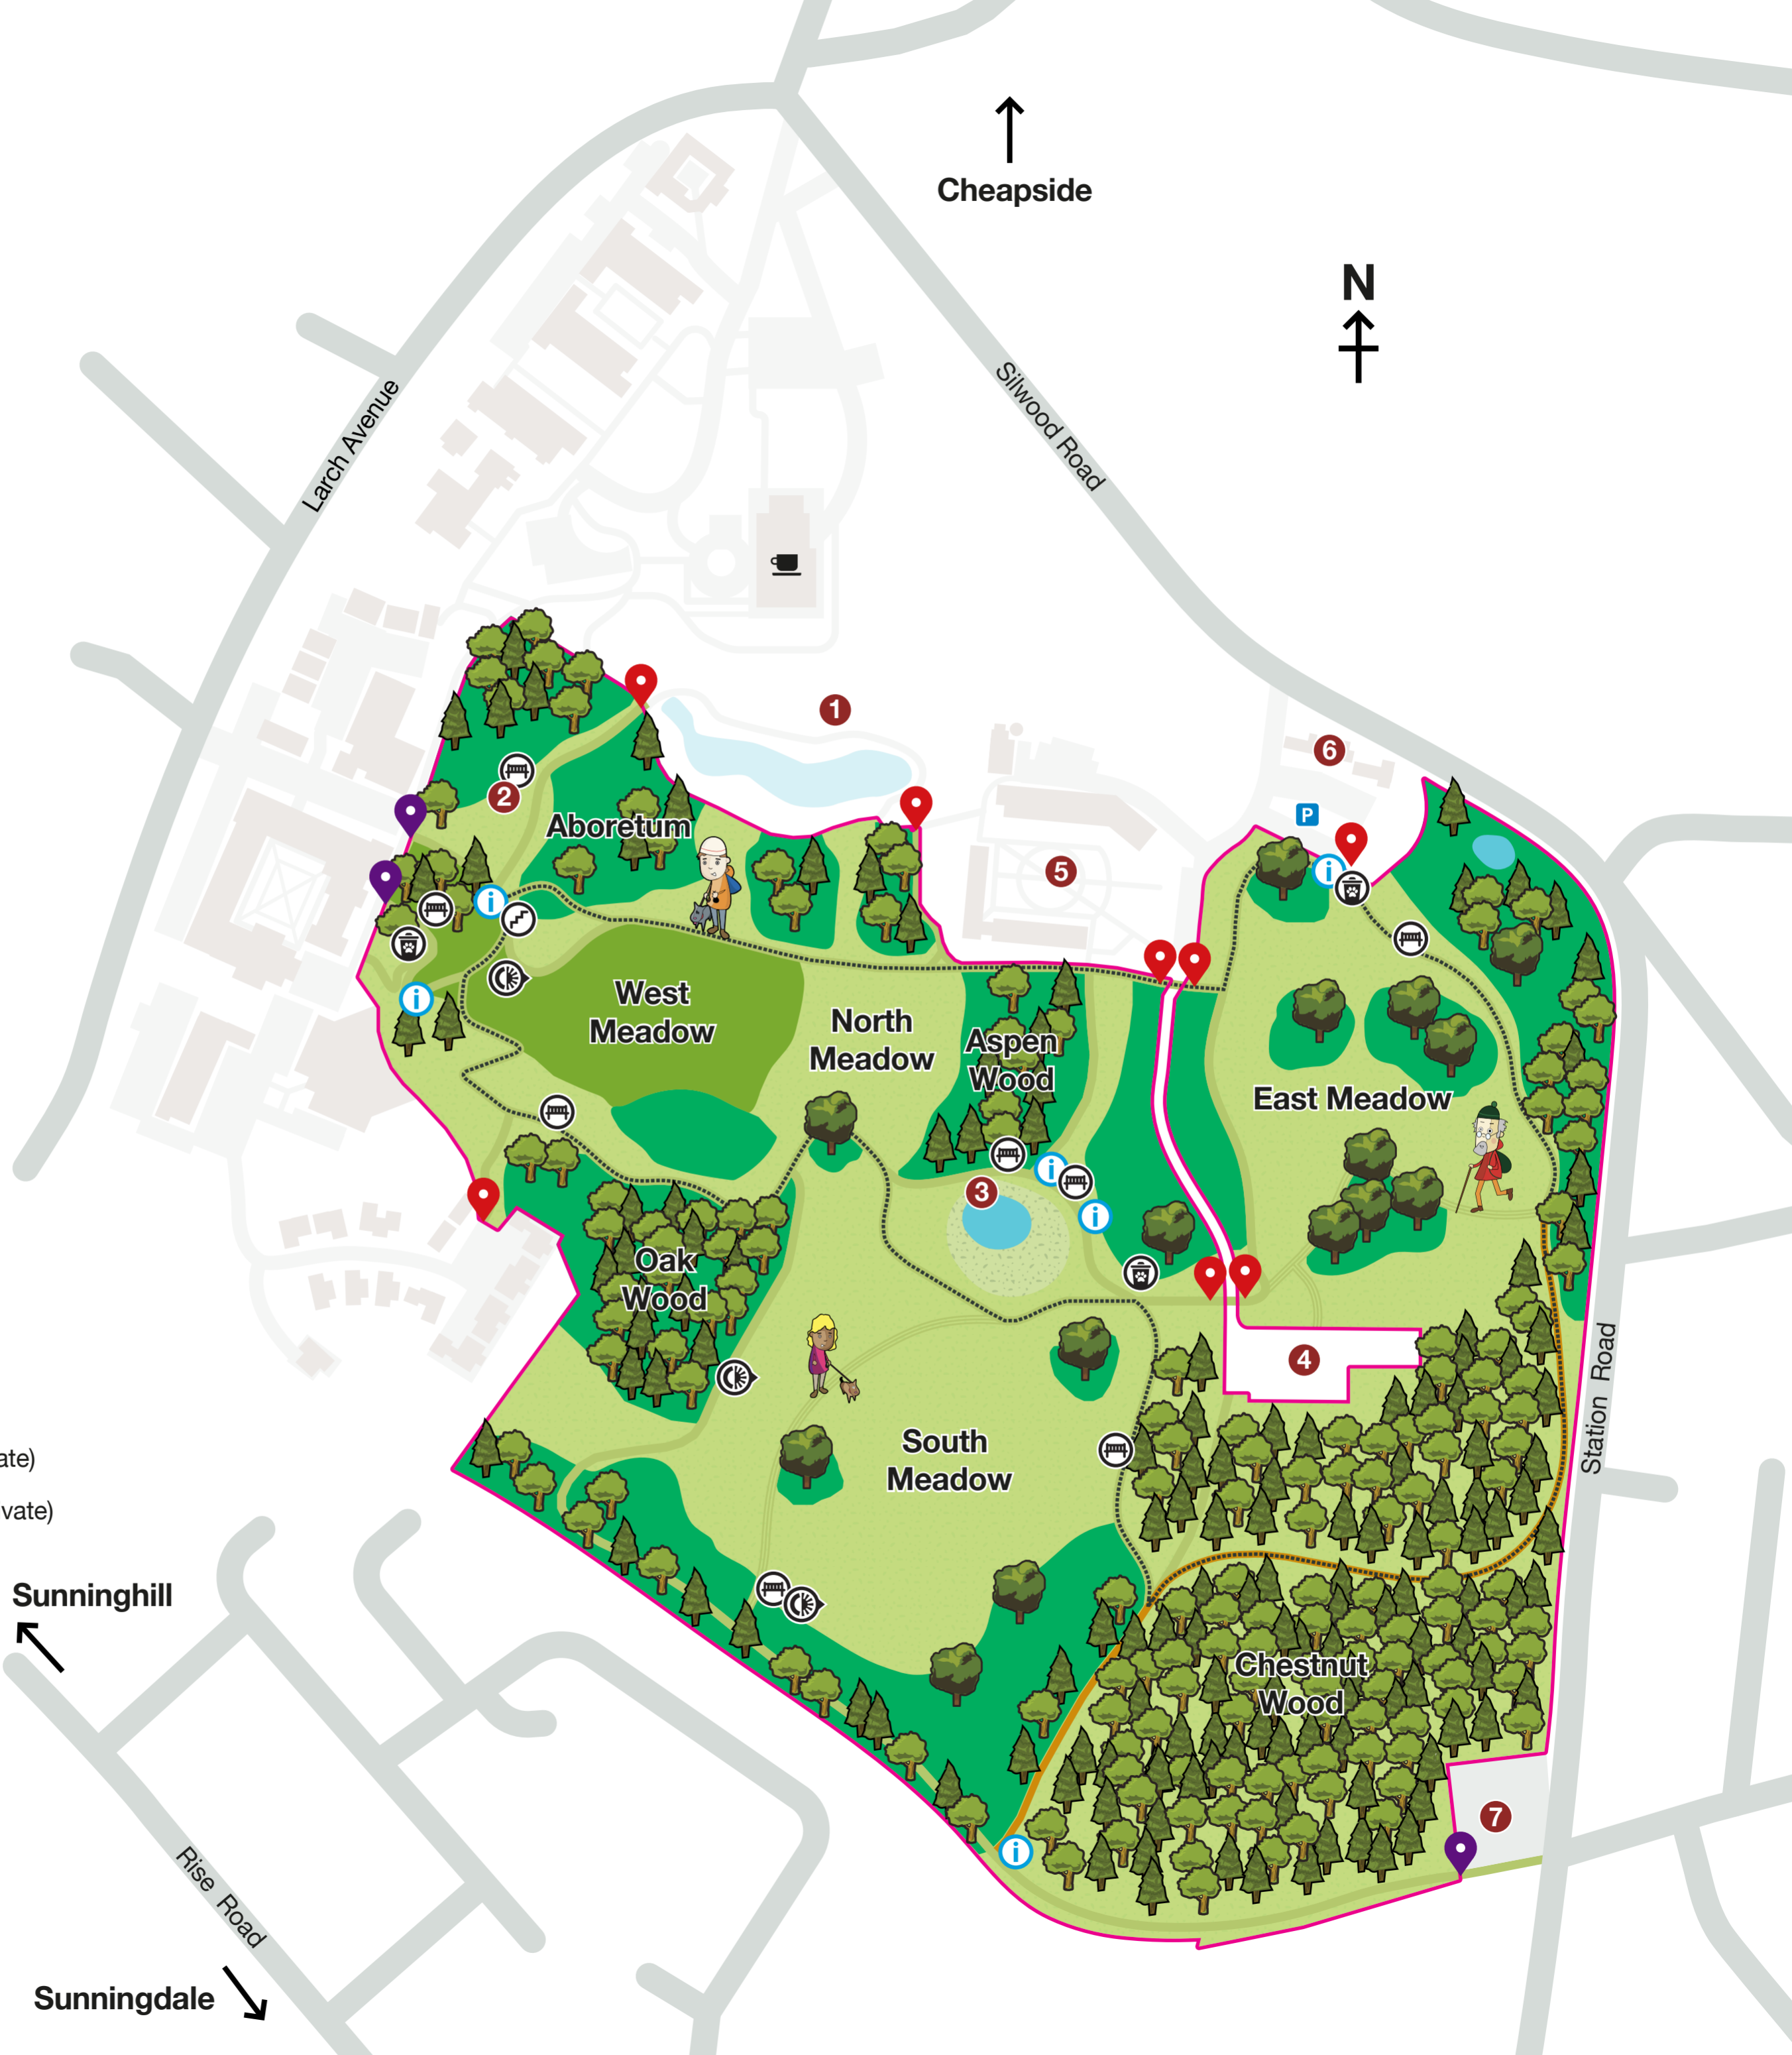 Cheapside
N
Larch Avenue
Silwood Road
1
6
P
2
Aboretum
5
i
i
West
Meadow
North
Meadow
i
Aspen
Wood
East Meadow
i
3
i
Oak
Wood
4
Station Road
South
Meadow
ate)
vate)
Sunninghill
Chestnut
Wood
7
i
Rise Road
Sunningdale